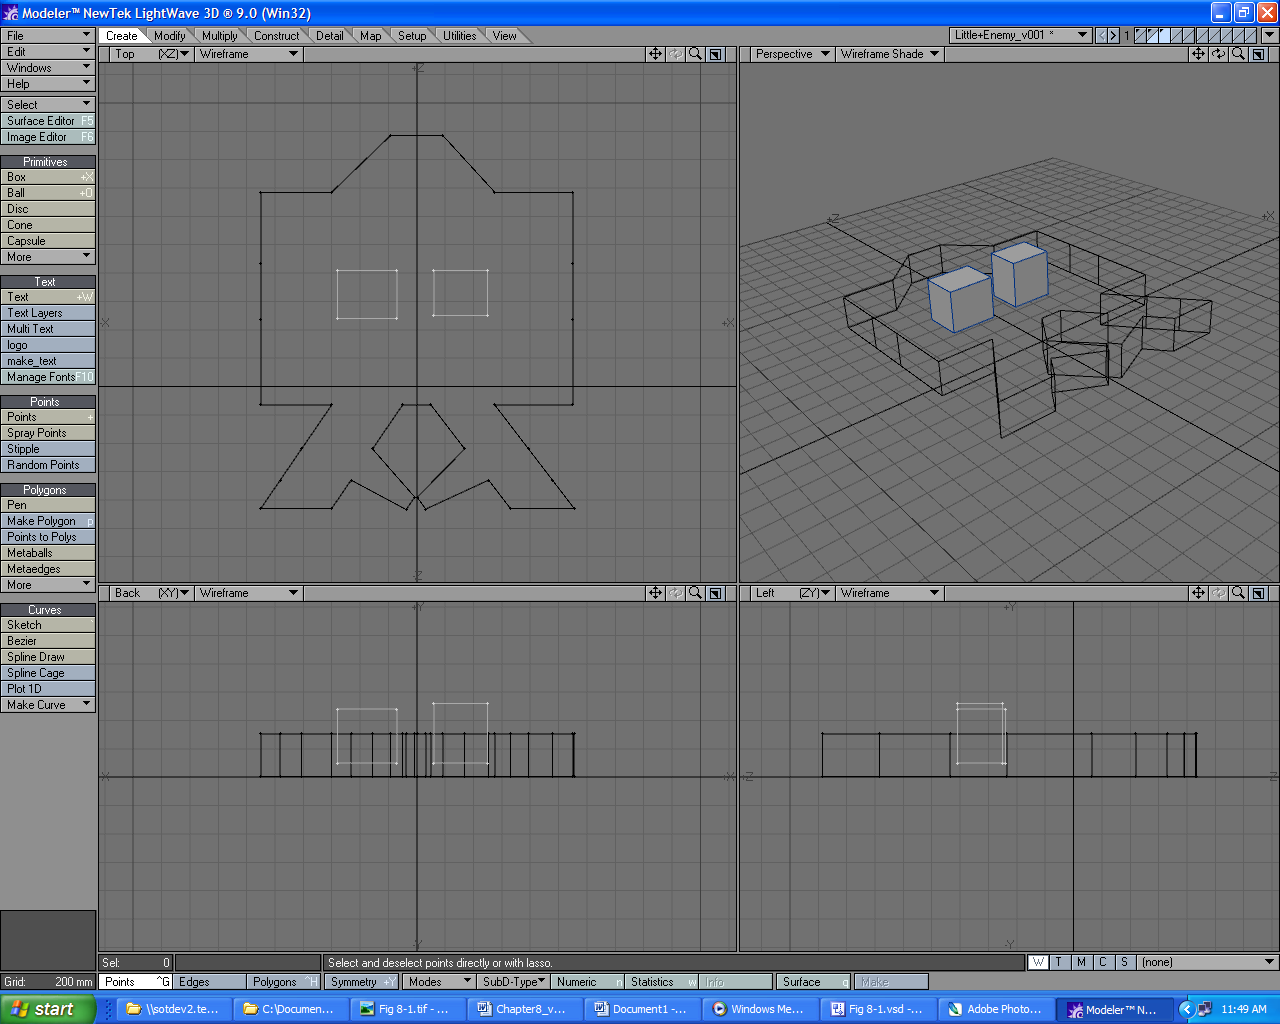 Modeler™ NewTek LightWave 3D ® 9.0 (Win32)
File
Edit
Windows
Help
Select
Surface Editor F5
Image Editor F6
Primitives
Box +X
Ball +O
Disc
Cone
Capsule
More
Text
Text +W
Text Layers
Multi Text
logo
make_text
Manage Fonts F10
Points
Points +
Spray Points
Stipple
Random Points
Polygons
Pen
Make Polygon p
Points to Polys
Metaballs
Metaedges
More
Curves
Sketch `
Bezier
Spline Draw
Spline Cage
Plot 1D
Make Curve
Create Modify Multiply Construct Detail Map Setup Utilities View
Little+Enemy_v001 * 1
Top (XZ) Wireframe
+Z
-X
+X
-Z
Perspective Wireframe Shade
-Z
+X
Back (XY) Wireframe
+Y
-X
+X
-Y
Left (ZY) Wireframe
+Y
+Z
-Z
-Y
Sel: 0
Select and deselect points directly or with lasso.
W T M C S (none)
Grid: 200 mm
Points ^G Edges Polygons ^H Symmetry +Y Modes SubD-Type Numeric n Statistics w Info Surface q Make
start
\\sotdev2.te...
C:\Documen...
Fig 8-1.tif - ...
Chapter8_v...
Document1 -...
Windows Me...
Fig 8-1.vsd -...
Adobe Photo...
Modeler™ N...
11:49 AM